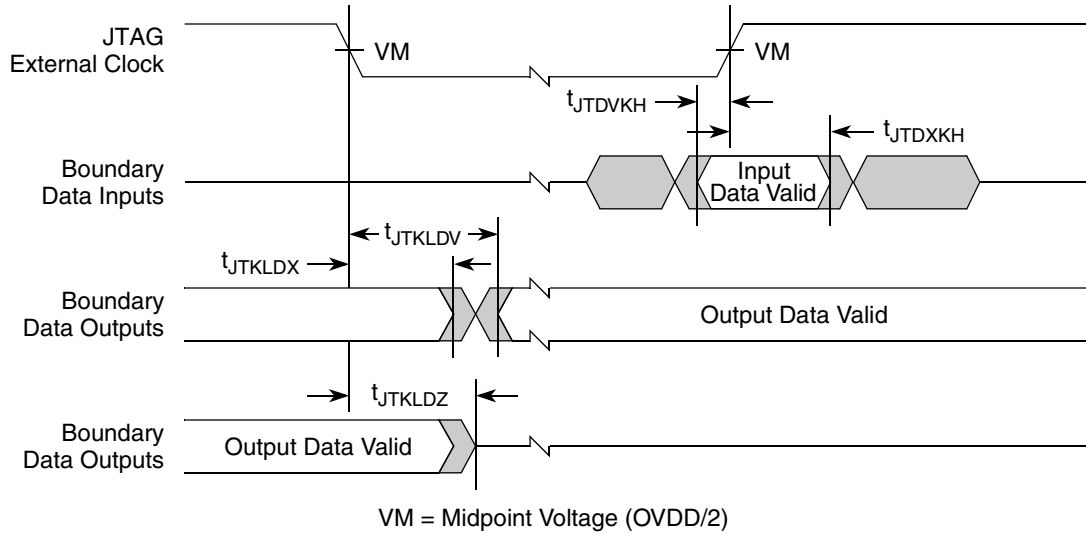 JTAG
External Clock
VM
VM
tJTDVKH
tJTDXKH
Boundary
Data Inputs
Input
Data Valid
tJTKLDV
tJTKLDX
Boundary
Data Outputs
Output Data Valid
tJTKLDZ
Boundary
Data Outputs
Output Data Valid
VM = Midpoint Voltage (OVDD/2)